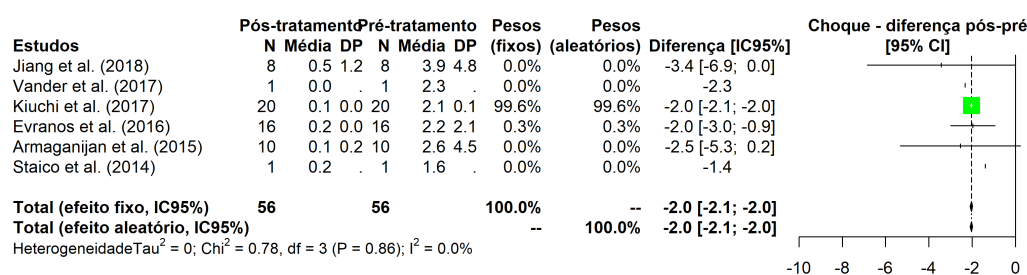 Pós-tratamento Pré-tratamento Pesos Pesos Choque - diferença pós-pré
Estudos N Média DP N Média DP (fixos) (aleatórios) Diferença [IC95%] [95% CI]
Jiang et al. (2018) 8 0.5 1.2 8 3.9 4.8 0.0% 0.0% -3.4 [-6.9; 0.0]
Vander et al. (2017) 1 0.0 . 1 2.3 . 0.0% 0.0% -2.3
Kiuchi et al. (2017) 20 0.1 0.0 20 2.1 0.1 99.6% 99.6% -2.0 [-2.1; -2.0]
Evranos et al. (2016) 16 0.2 0.0 16 2.2 2.1 0.3% 0.3% -2.0 [-3.0; -0.9]
Armaganijan et al. (2015) 10 0.1 0.2 10 2.6 4.5 0.0% 0.0% -2.5 [-5.3; 0.2]
Staico et al. (2014) 1 0.2 . 1 1.6 . 0.0% 0.0% -1.4
Total (efeito fixo, IC95%) 56 56 100.0% -- -2.0 [-2.1; -2.0]
Total (efeito aleatório, IC95%) -- 100.0% -2.0 [-2.1; -2.0]
HeterogeneidadeTau² = 0; Chi² = 0.78, df = 3 (P = 0.86); I² = 0.0%
-10 -8 -6 -4 -2 0